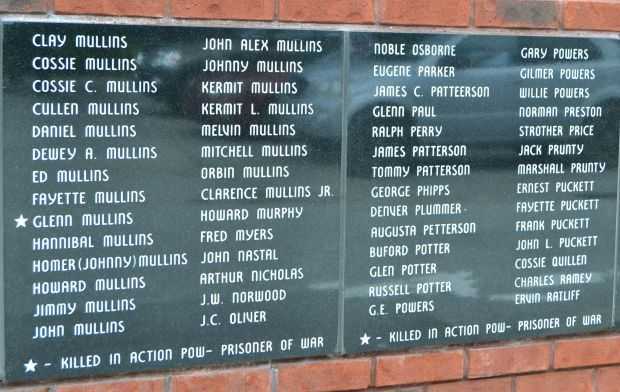 CLAY MULLINS
COSSIE MULLINS
COSSIE C. MULLINS
CULLEN MULLINS
DANIEL MULLINS
DEWEY A. MULLINS
ED MULLINS
FAYETTE MULLINS
★ GLENN MULLINS
HANNIBAL MULLINS
HOMER (JOHNNY) MULLINS
HOWARD MULLINS
JIMMY MULLINS
JOHN MULLINS
JOHN ALEX MULLINS
JOHNNY MULLINS
KERMIT MULLINS
KERMIT L. MULLINS
MELVIN MULLINS
MITCHELL MULLINS
ORBIN MULLINS
CLARENCE MULLINS JR.
HOWARD MURPHY
FRED MYERS
JOHN NASTAL
ARTHUR NICHOLAS
J.W. NORWOOD
J.C. OLIVER
★ - KILLED IN ACTION POW- PRISONER OF WAR
NOBLE OSBORNE
EUGENE PARKER
JAMES C. PATTEERSON
GLENN PAUL
RALPH PERRY
JAMES PATTERSON
TOMMY PATTERSON
GEORGE PHIPPS
DENVER PLUMMER
AUGUSTA PETTERSON
BUFORD POTTER
GLEN POTTER
RUSSELL POTTER
G.E. POWERS
GARY POWERS
GILMER POWERS
WILLIE POWERS
NORMAN PRESTON
STROTHER PRICE
JACK PRUNTY
MARSHALL PRUNTY
ERNEST PUCKETT
FAYETTE PUCKETT
FRANK PUCKETT
JOHN L. PUCKETT
COSSIE QUILLEN
CHARLES RAMEY
ERVIN RATLIFF
★ - KILLED IN ACTION POW- PRISONER OF WAR